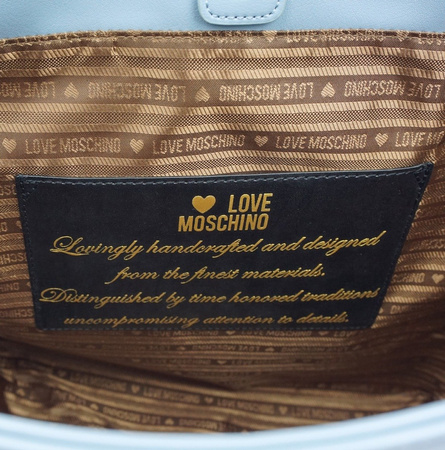 LOVE MOSCHINO LOVE MOSCHINO
LOVE MOSCHINO LOVE MOSCHINO
LOVE MOSCHINO
Lovingly handcrafted and designed
from the finest materials.
Distinguished by time honored traditions
uncompromising attention to details.